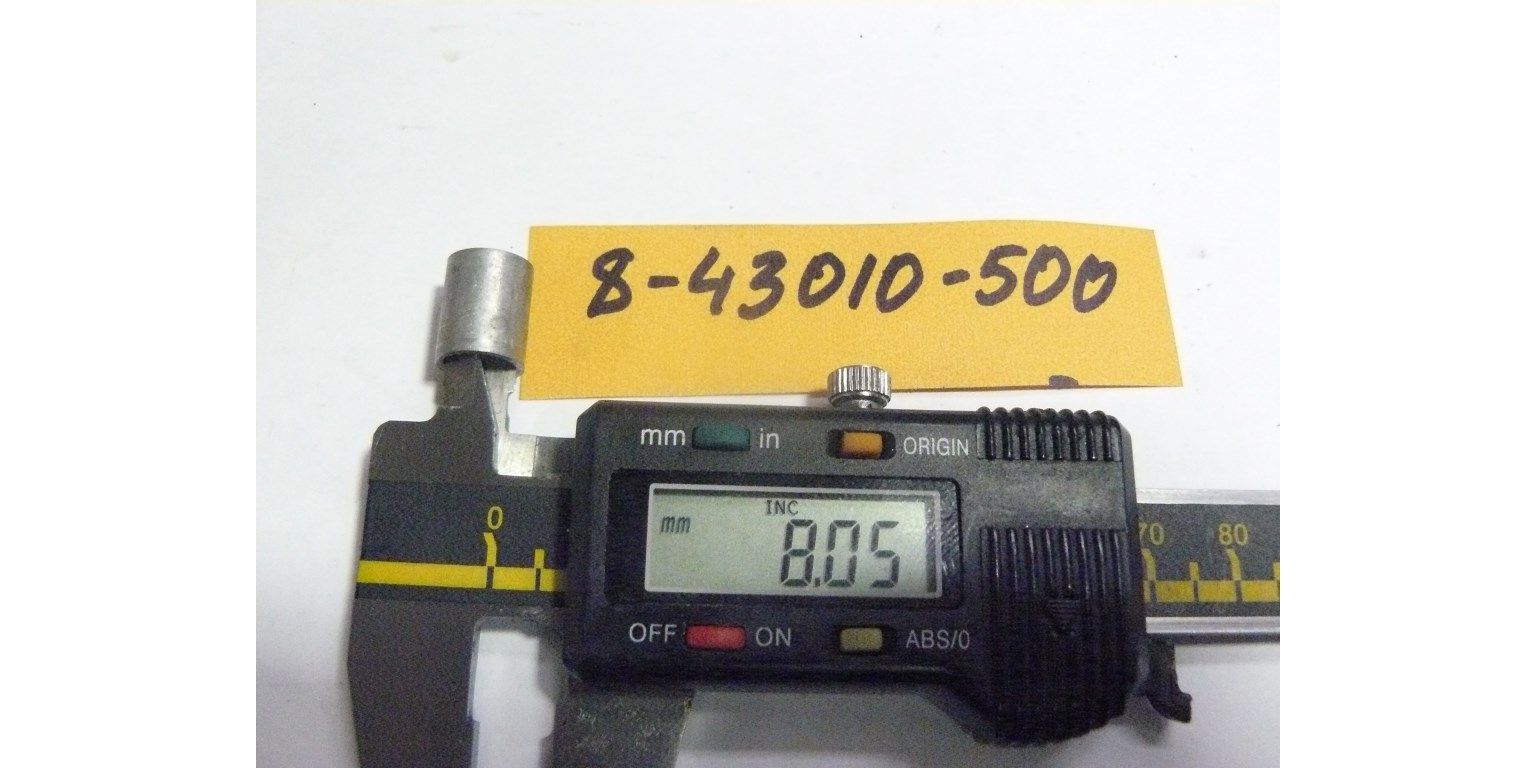 8-43010-500
mm in ORIGIN
0
INC
mm 8.05
70 80
OFF ON ABS/0